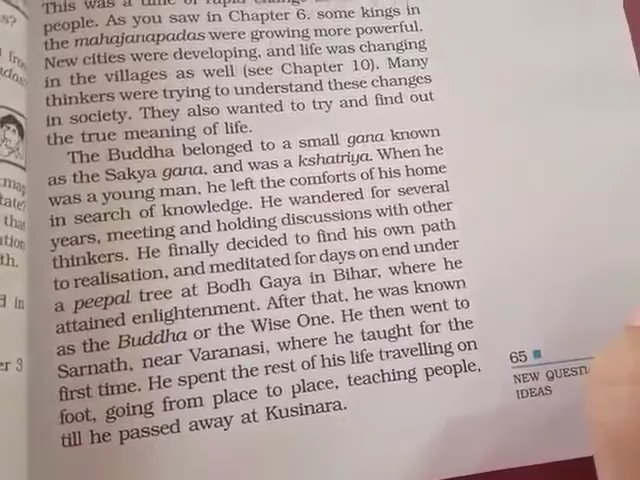 This was a time of rapid change
people. As you saw in Chapter 6, some kings in
the mahajanapadas were growing more powerful.
New cities were developing, and life was changing
in the villages as well (see Chapter 10). Many
thinkers were trying to understand these changes
in society. They also wanted to try and find out
the true meaning of life.
The Buddha belonged to a small gana known
as the Sakya gana, and was a kshatriya. When he
was a young man, he left the comforts of his home
in search of knowledge. He wandered for several
years, meeting and holding discussions with other
thinkers. He finally decided to find his own path
to realisation, and meditated for days on end under
a peepal tree at Bodh Gaya in Bihar, where he
attained enlightenment. After that, he was known
as the Buddha or the Wise One. He then went to
Sarnath, near Varanasi, where he taught for the
first time. He spent the rest of his life travelling on
foot, going from place to place, teaching people,
till he passed away at Kusinara.
65
NEW
IDEAS